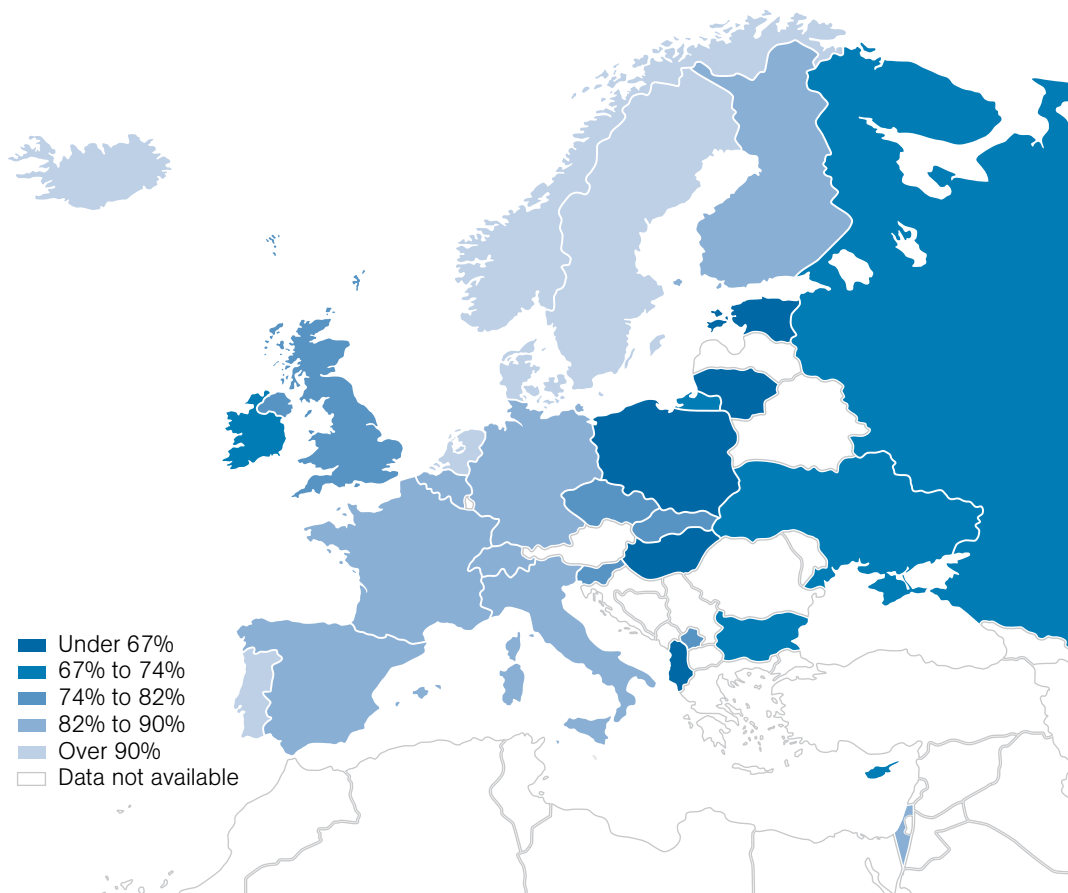 Under 67%
67% to 74%
74% to 82%
82% to 90%
Over 90%
Data not available